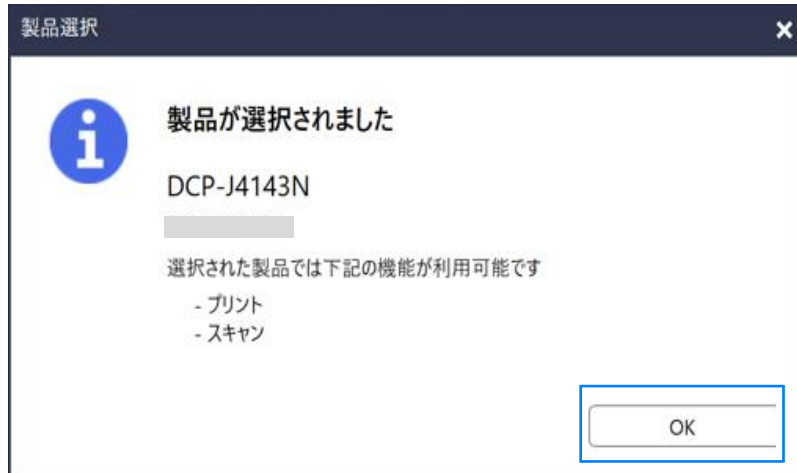 製品選択
製品が選択されました
DCP-J4143N
選択された製品では下記の機能が利用可能です
- プリント
- スキャン
OK